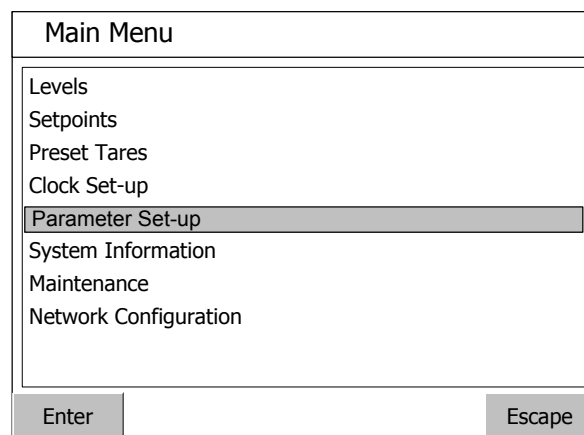 Main Menu
Levels
Setpoints
Preset Tares
Clock Set-up
Parameter Set-up
System Information
Maintenance
Network Configuration
Enter Escape